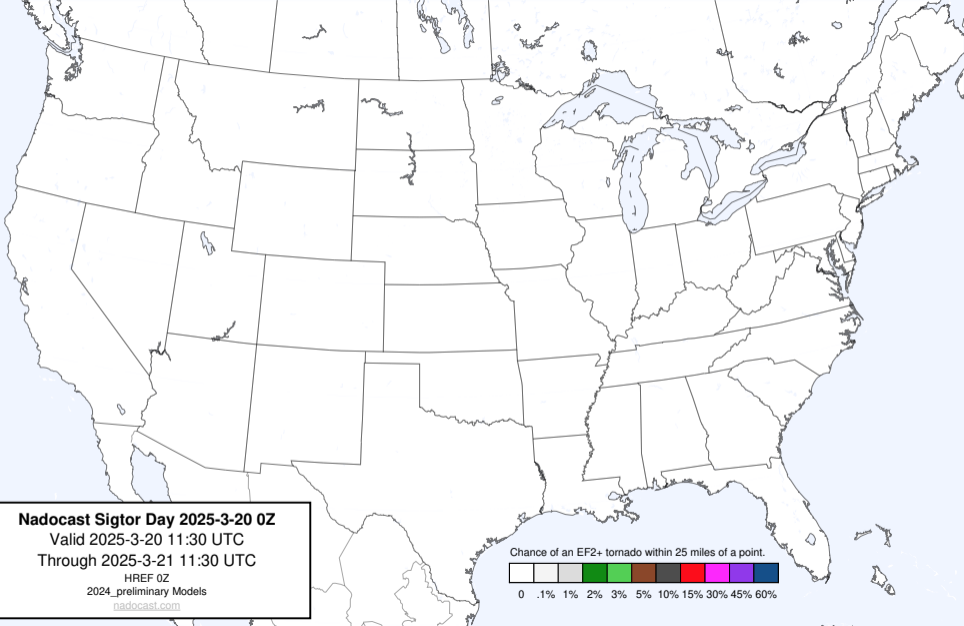 Nadocast Sigtor Day 2025-3-20 0Z
Valid 2025-3-20 11:30 UTC
Through 2025-3-21 11:30 UTC
HREF 0Z
2024_preliminary Models
nadocast.com
Chance of an EF2+ tornado within 25 miles of a point.
0 .1% 1% 2% 3% 5% 10% 15% 30% 45% 60%